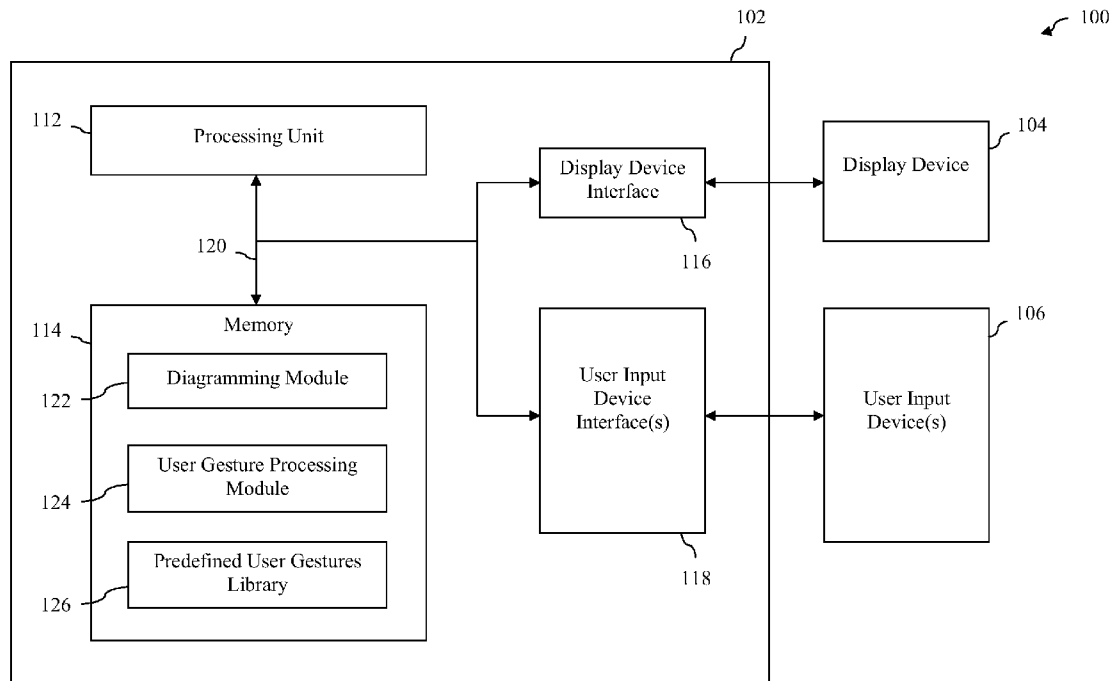 102
100
112
Processing Unit
104
Display Device
Display Device
Interface
120
116
114
Memory
106
Diagramming Module
122
User Input
Device
Interface(s)
User Input
Device(s)
User Gesture Processing
Module
124
Predefined User Gestures
Library
126
118